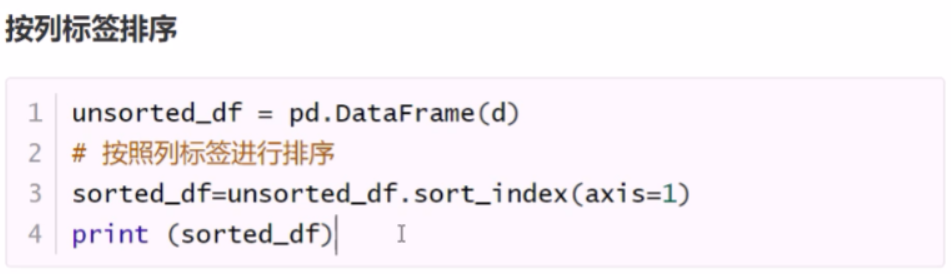 按列标签排序
1 unsorted_df = pd.DataFrame(d)
2 # 按照列标签进行排序
3 sorted_df=unsorted_df.sort_index(axis=1)
4 print (sorted_df)